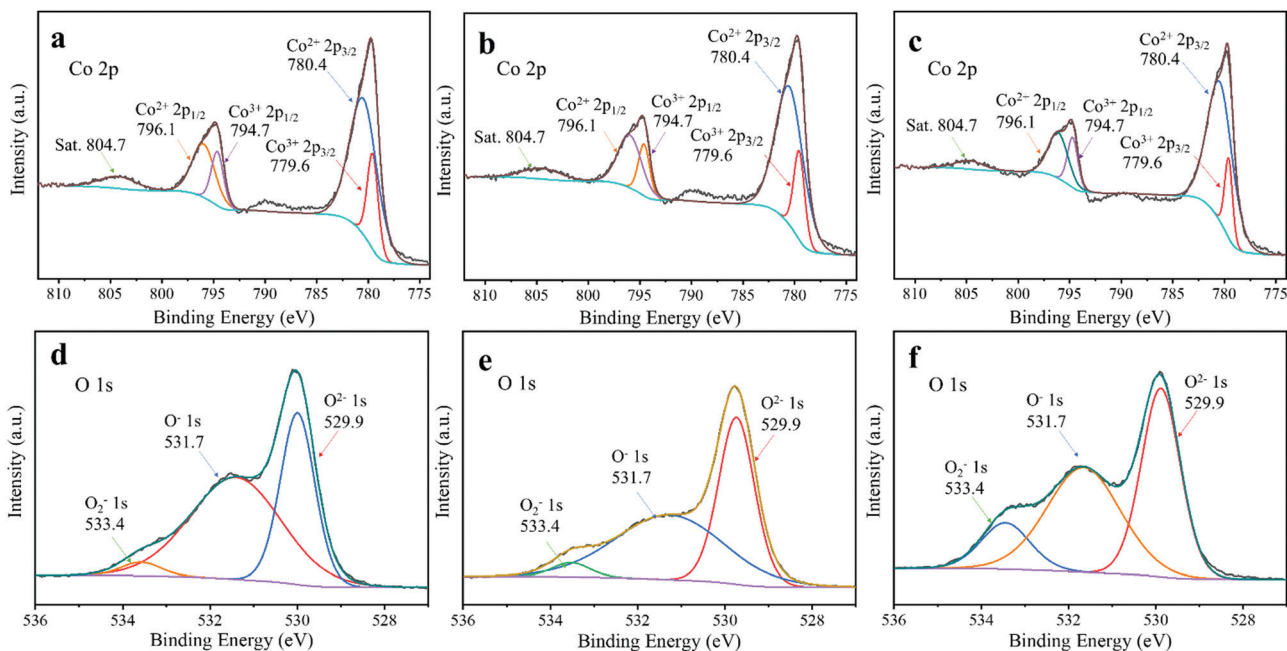 a
Co 2p
Co²⁺ 2p₃/₂
780.4
Co²⁺ 2p₁/₂
796.1
Co³⁺ 2p₁/₂
794.7
Sat. 804.7
Co³⁺ 2p₃/₂
779.6
Intensity (a.u.)
810 805 800 795 790 785 780 775
Binding Energy (eV)
b
Co 2p
Co²⁺ 2p₃/₂
780.4
Co²⁺ 2p₁/₂
796.1
Co³⁺ 2p₁/₂
794.7
Sat. 804.7
Co³⁺ 2p₃/₂
779.6
Intensity (a.u.)
810 805 800 795 790 785 780 775
Binding Energy (eV)
c
Co 2p
Co²⁺ 2p₃/₂
780.4
Co²⁺ 2p₁/₂
796.1
Co³⁺ 2p₁/₂
794.7
Sat. 804.7
Co³⁺ 2p₃/₂
779.6
Intensity (a.u.)
810 805 800 795 790 785 780 775
Binding Energy (eV)
d
O 1s
O²⁻ 1s
529.9
O⁻ 1s
531.7
O₂⁻ 1s
533.4
Intensity (a.u.)
536 534 532 530 528
Binding Energy (eV)
e
O 1s
O²⁻ 1s
529.9
O⁻ 1s
531.7
O₂⁻ 1s
533.4
Intensity (a.u.)
536 534 532 530 528
Binding Energy (eV)
f
O 1s
O²⁻ 1s
529.9
O⁻ 1s
531.7
O₂⁻ 1s
533.4
Intensity (a.u.)
536 534 532 530 528
Binding Energy (eV)